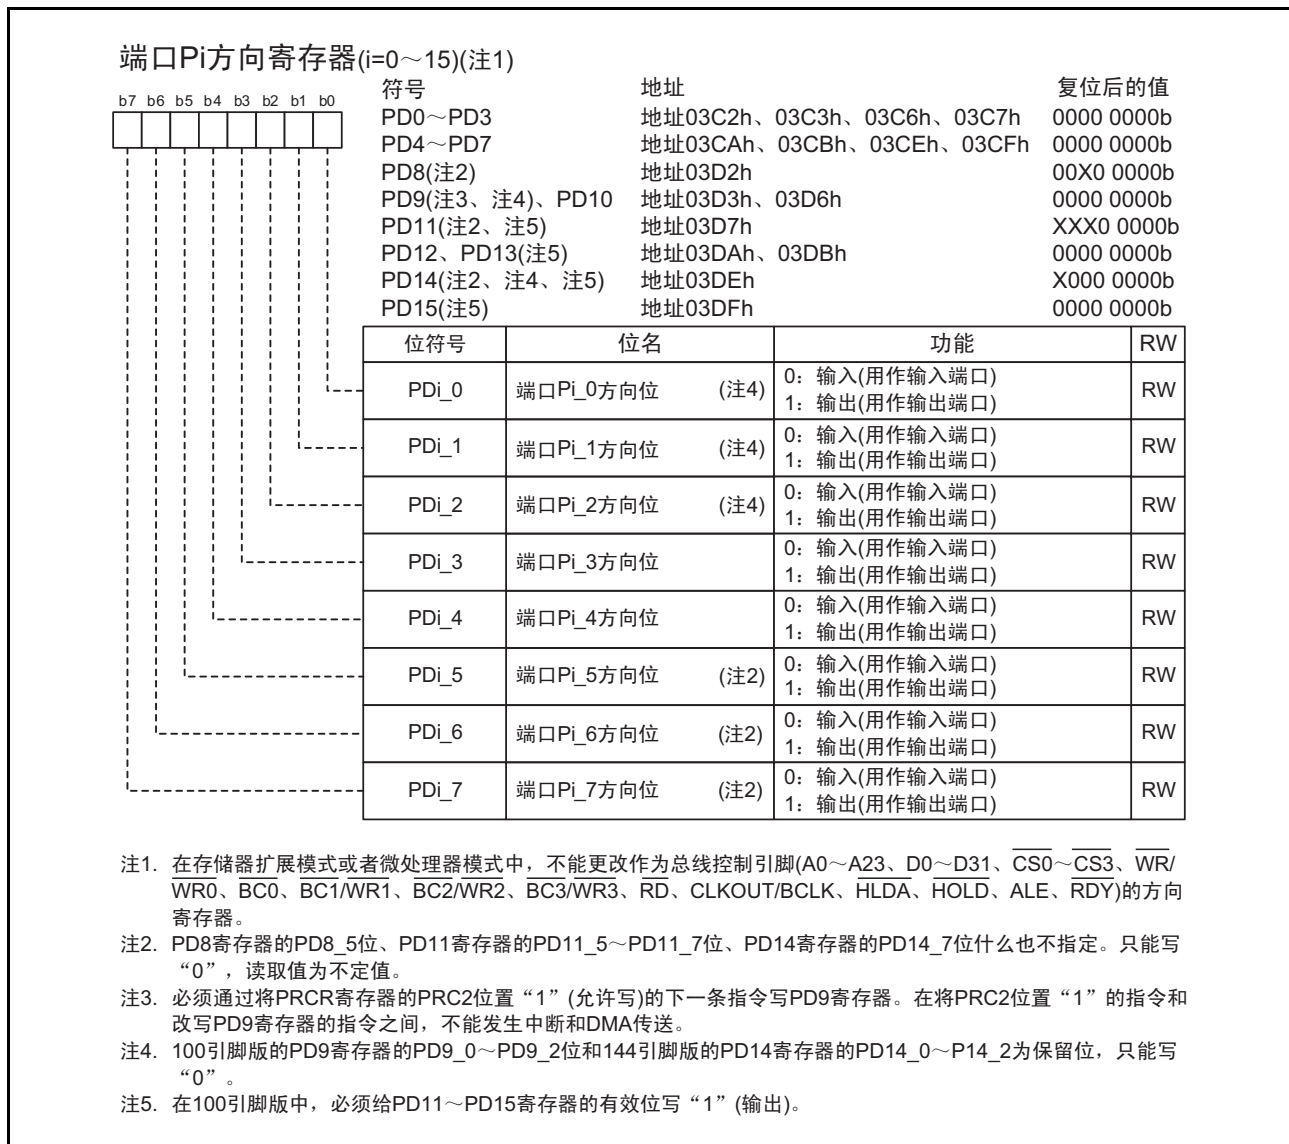 端口Pi方向寄存器(i=0～15)(注1)
b7 b6 b5 b4 b3 b2 b1 b0
符号 地址 复位后的值
PD0～PD3 地址03C2h、03C3h、03C6h、03C7h 0000 0000b
PD4～PD7 地址03CAh、03CBh、03CEh、03CFh 0000 0000b
PD8(注2) 地址03D2h 00X0 0000b
PD9(注3、注4)、PD10 地址03D3h、03D6h 0000 0000b
PD11(注2、注5) 地址03D7h XXX0 0000b
PD12、PD13(注5) 地址03DAh、03DBh 0000 0000b
PD14(注2、注4、注5) 地址03DEh X000 0000b
PD15(注5) 地址03DFh 0000 0000b
位符号 位名 功能 RW
PDi_0 端口Pi_0方向位 (注4) 0：输入(用作输入端口) RW
1：输出(用作输出端口)
PDi_1 端口Pi_1方向位 (注4) 0：输入(用作输入端口) RW
1：输出(用作输出端口)
PDi_2 端口Pi_2方向位 (注4) 0：输入(用作输入端口) RW
1：输出(用作输出端口)
PDi_3 端口Pi_3方向位 0：输入(用作输入端口) RW
1：输出(用作输出端口)
PDi_4 端口Pi_4方向位 0：输入(用作输入端口) RW
1：输出(用作输出端口)
PDi_5 端口Pi_5方向位 (注2) 0：输入(用作输入端口) RW
1：输出(用作输出端口)
PDi_6 端口Pi_6方向位 (注2) 0：输入(用作输入端口) RW
1：输出(用作输出端口)
PDi_7 端口Pi_7方向位 (注2) 0：输入(用作输入端口) RW
1：输出(用作输出端口)
注1. 在存储器扩展模式或者微处理器模式中，不能更改作为总线控制引脚(A0～A23、D0～D31、C̅S̅0̅～C̅S̅3̅、W̅R̅/
W̅R̅0̅、B̅C̅0̅、B̅C̅1̅/W̅R̅1̅、B̅C̅2̅/W̅R̅2̅、B̅C̅3̅/W̅R̅3̅、R̅D̅、CLKOUT/BCLK、H̅L̅D̅A̅、H̅O̅L̅D̅、ALE、R̅D̅Y̅)的方向
寄存器。
注2. PD8寄存器的PD8_5位、PD11寄存器的PD11_5～PD11_7位、PD14寄存器的PD14_7位什么也不指定。只能写
“0”，读取值为不定值。
注3. 必须通过将PRCR寄存器的PRC2位置“1”(允许写)的下一条指令写PD9寄存器。在将PRC2位置“1”的指令和
改写PD9寄存器的指令之间，不能发生中断和DMA传送。
注4. 100引脚版的PD9寄存器的PD9_0～PD9_2位和144引脚版的PD14寄存器的PD14_0～P14_2为保留位，只能写
“0”。
注5. 在100引脚版中，必须给PD11～PD15寄存器的有效位写“1”(输出)。